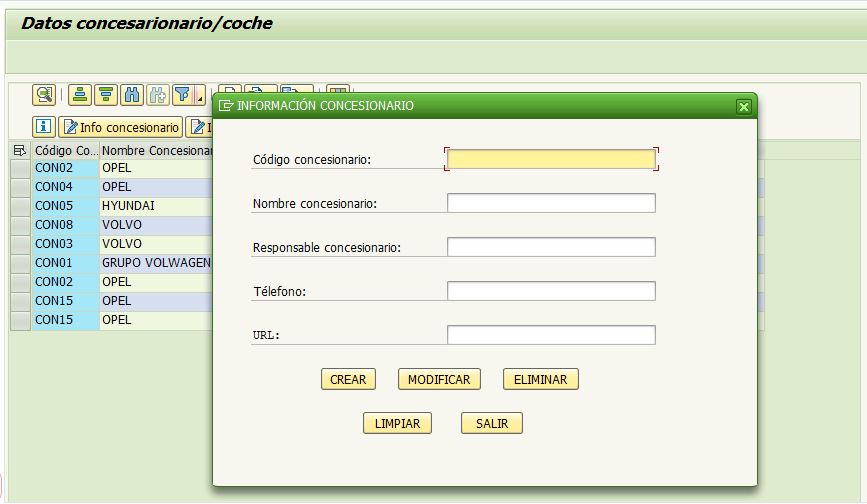 Datos concesarionario/coche
INFORMACIÓN CONCESIONARIO
Info concesionario
Código Co... Nombre Concesionar
CON02 OPEL
CON04 OPEL
CON05 HYUNDAI
CON08 VOLVO
CON03 VOLVO
CON01 GRUPO VOLWAGEN
CON02 OPEL
CON15 OPEL
CON15 OPEL
Código concesionario:
Nombre concesionario:
Responsable concesionario:
Télefono:
URL:
CREAR MODIFICAR ELIMINAR
LIMPIAR SALIR